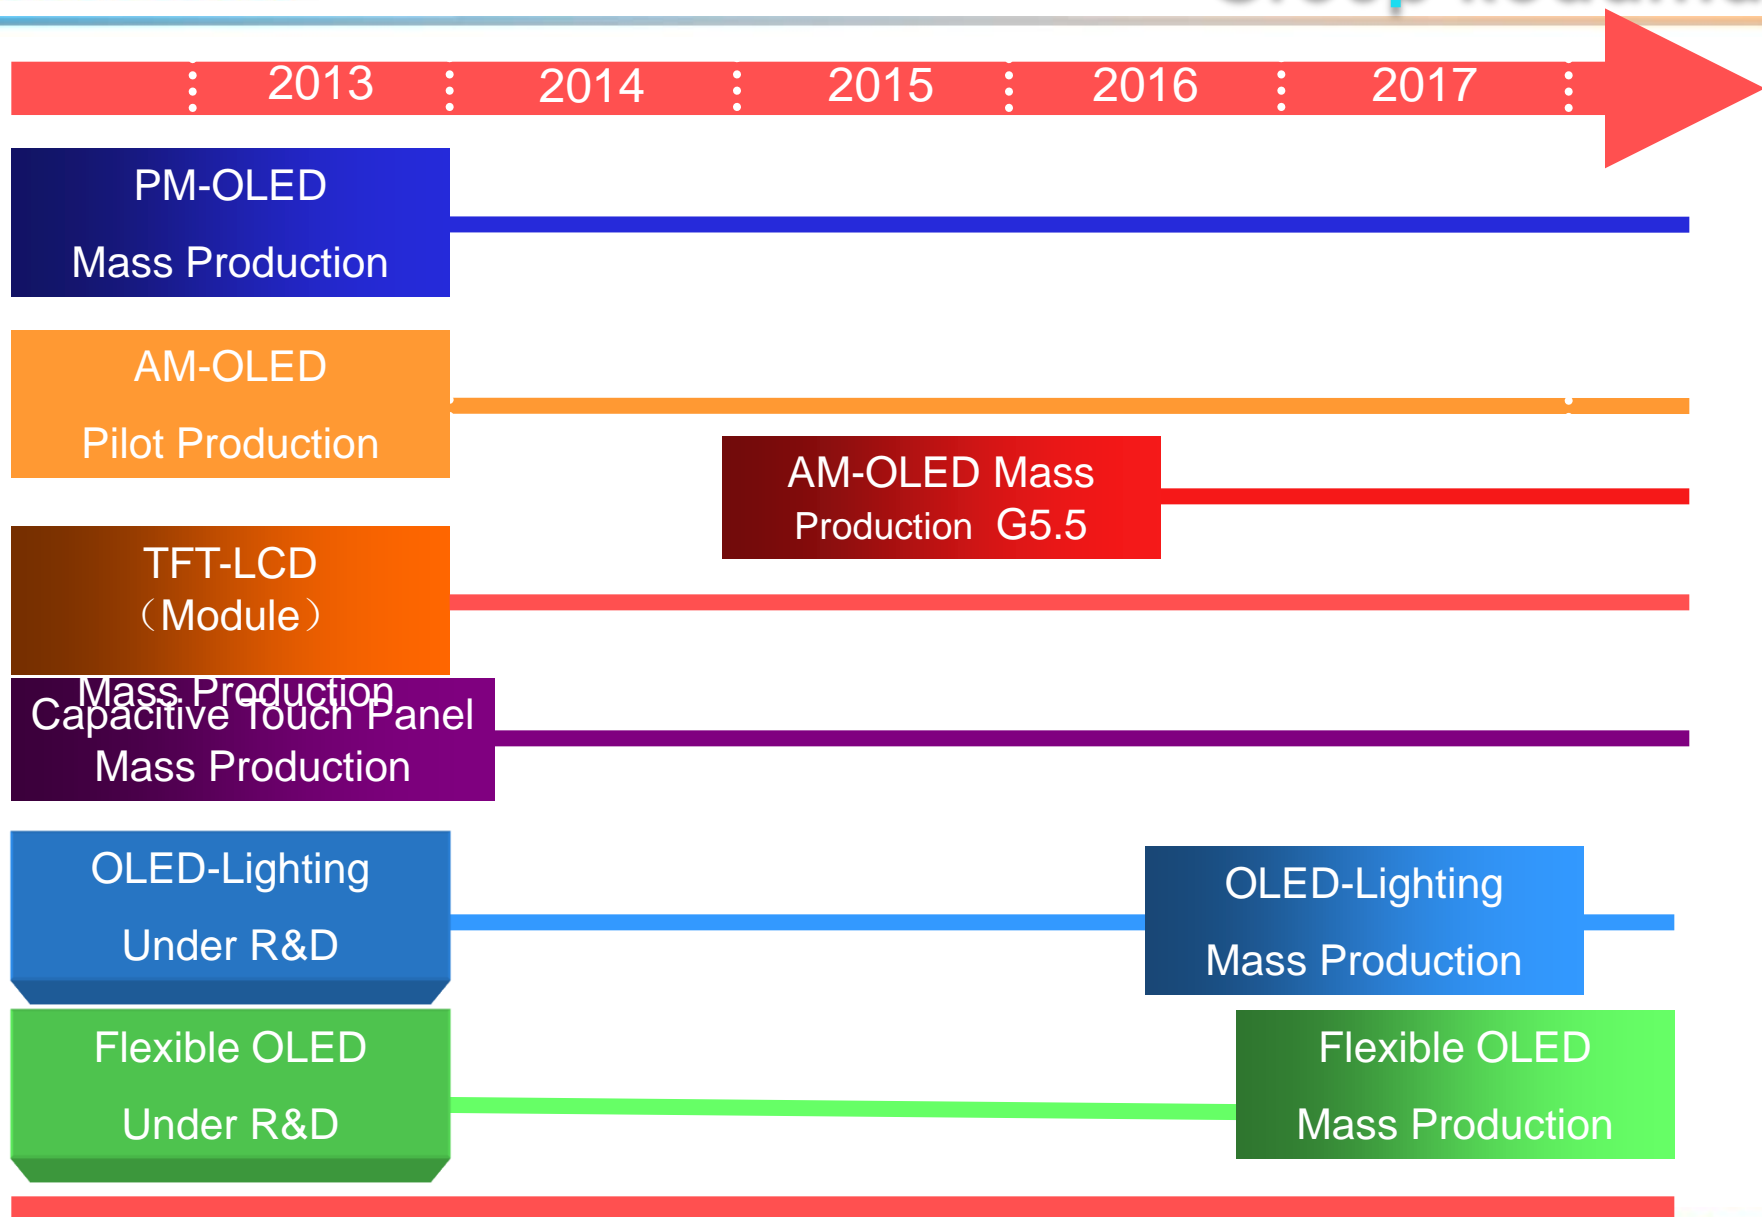 2013 2014 2015 2016 2017
PM-OLED
Mass Production
AM-OLED
Pilot Production
AM-OLED Mass
Production G5.5
TFT-LCD
（Module）
Mass Production
Capacitive Touch Panel
Mass Production
OLED-Lighting
Under R&D
OLED-Lighting
Mass Production
Flexible OLED
Under R&D
Flexible OLED
Mass Production